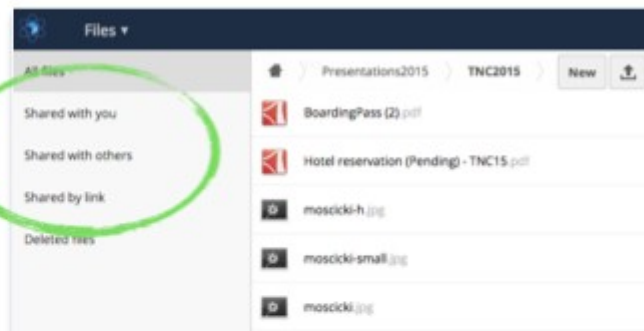 Files ▾
All files
Shared with you
Shared with others
Shared by link
Deleted files
Presentations2015 TNC2015 New
BoardingPass (2).pdf
Hotel reservation (Pending) - TNC15.pdf
moscicki-h.jpg
moscicki-small.jpg
moscicki.jpg